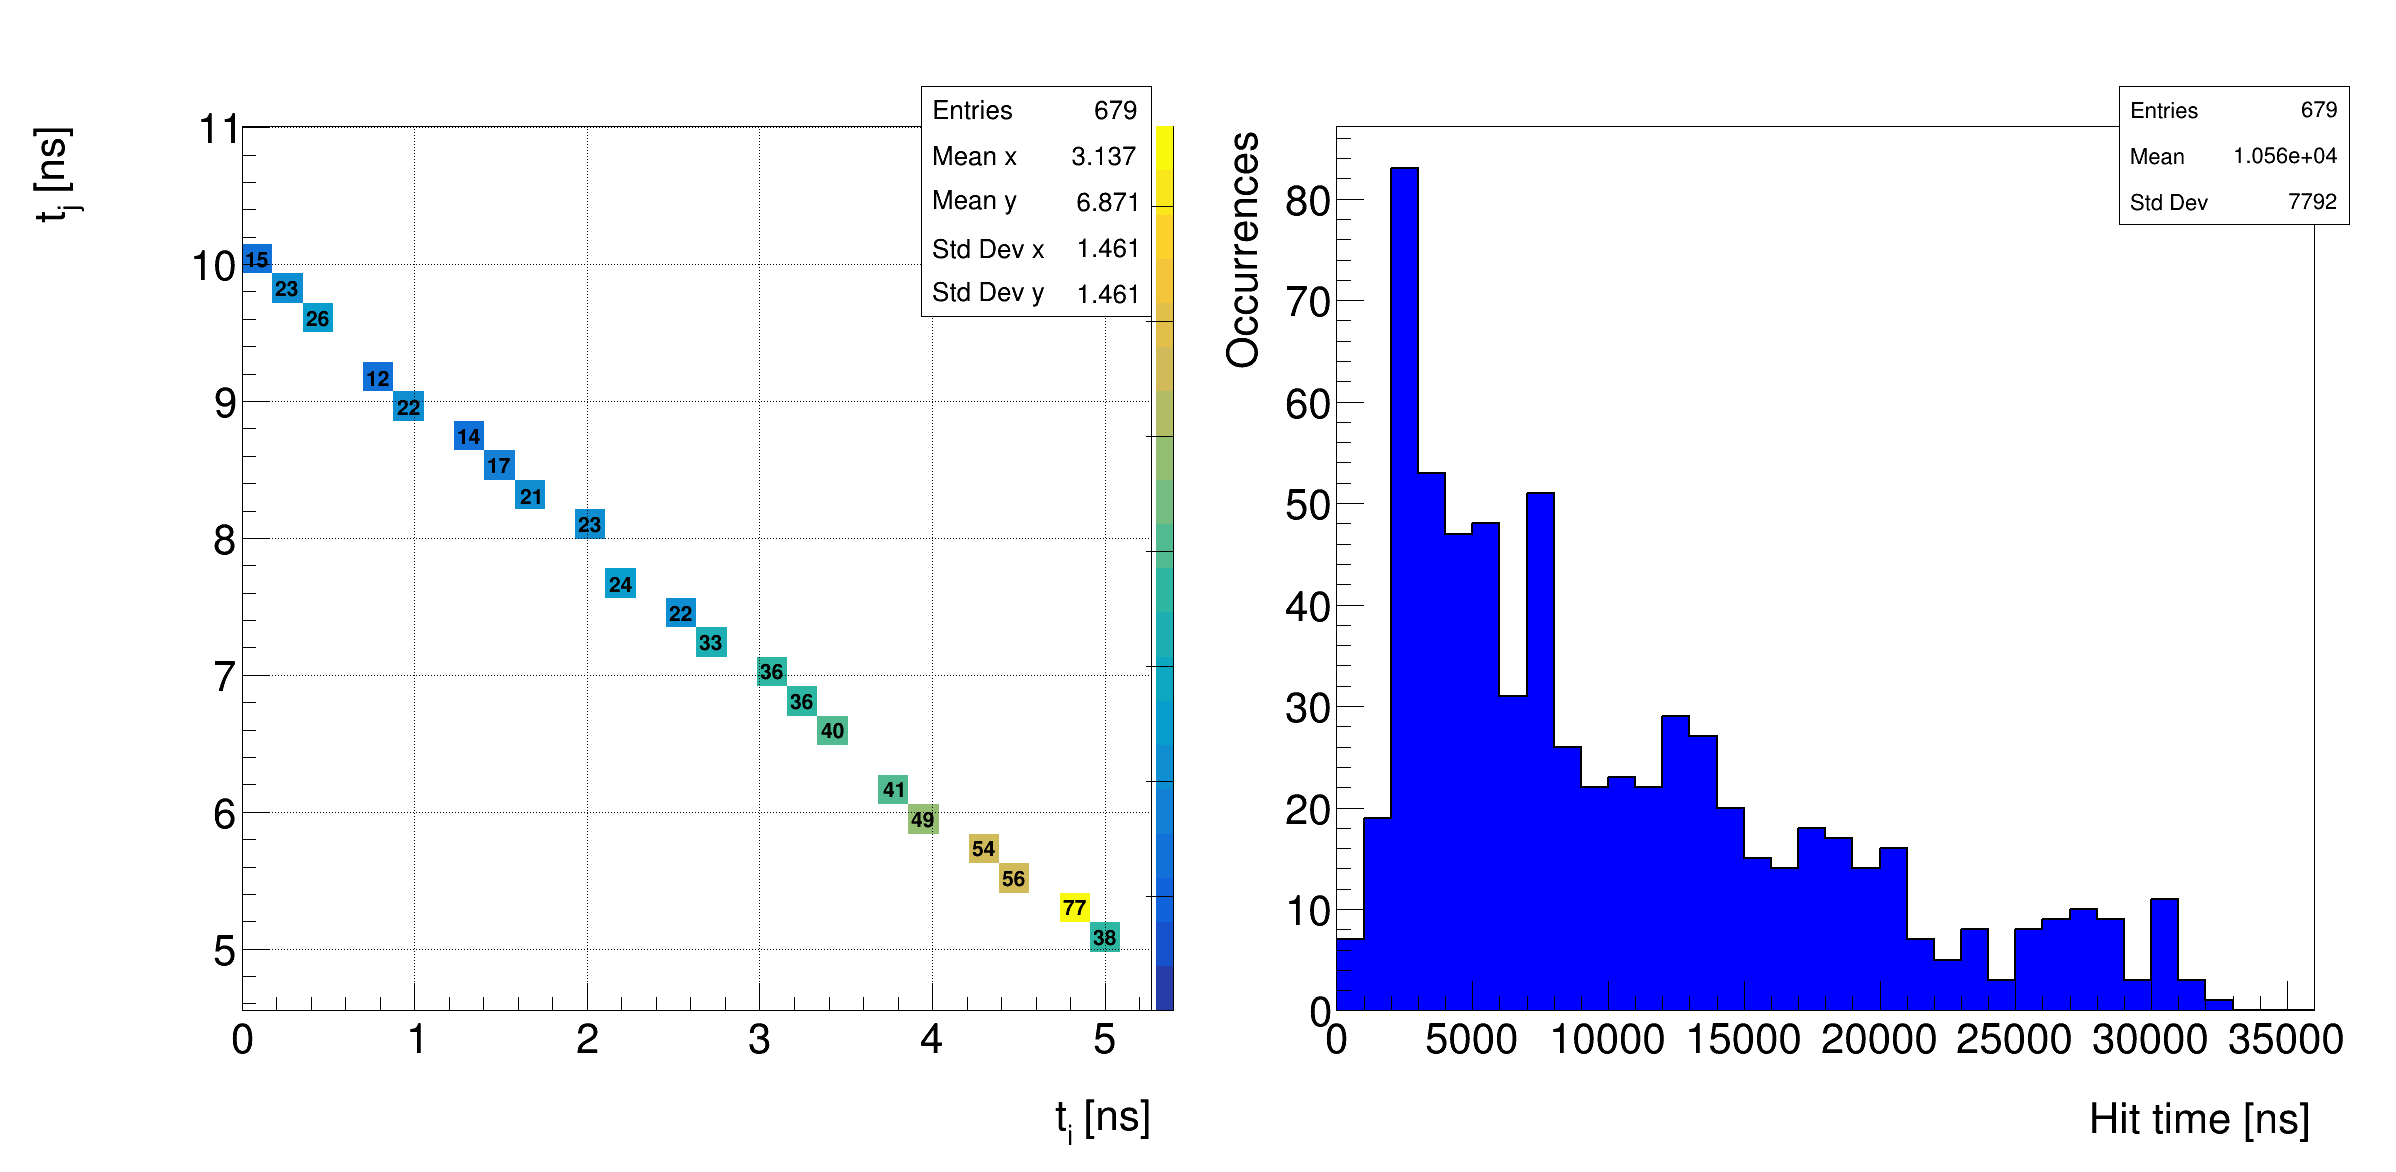 t_j [ns]
11
10
9
8
7
6
5
Entries 679
Mean x 3.137
Mean y 6.871
Std Dev x 1.461
Std Dev y 1.461
15
23
26
12
22
14
17
21
23
24
22
33
36
36
40
41
49
54
56
77
38
0 1 2 3 4 5
t_i [ns]
Occurrences
80
70
60
50
40
30
20
10
0
Entries 679
Mean 1.056e+04
Std Dev 7792
0 5000 10000 15000 20000 25000 30000 35000
Hit time [ns]